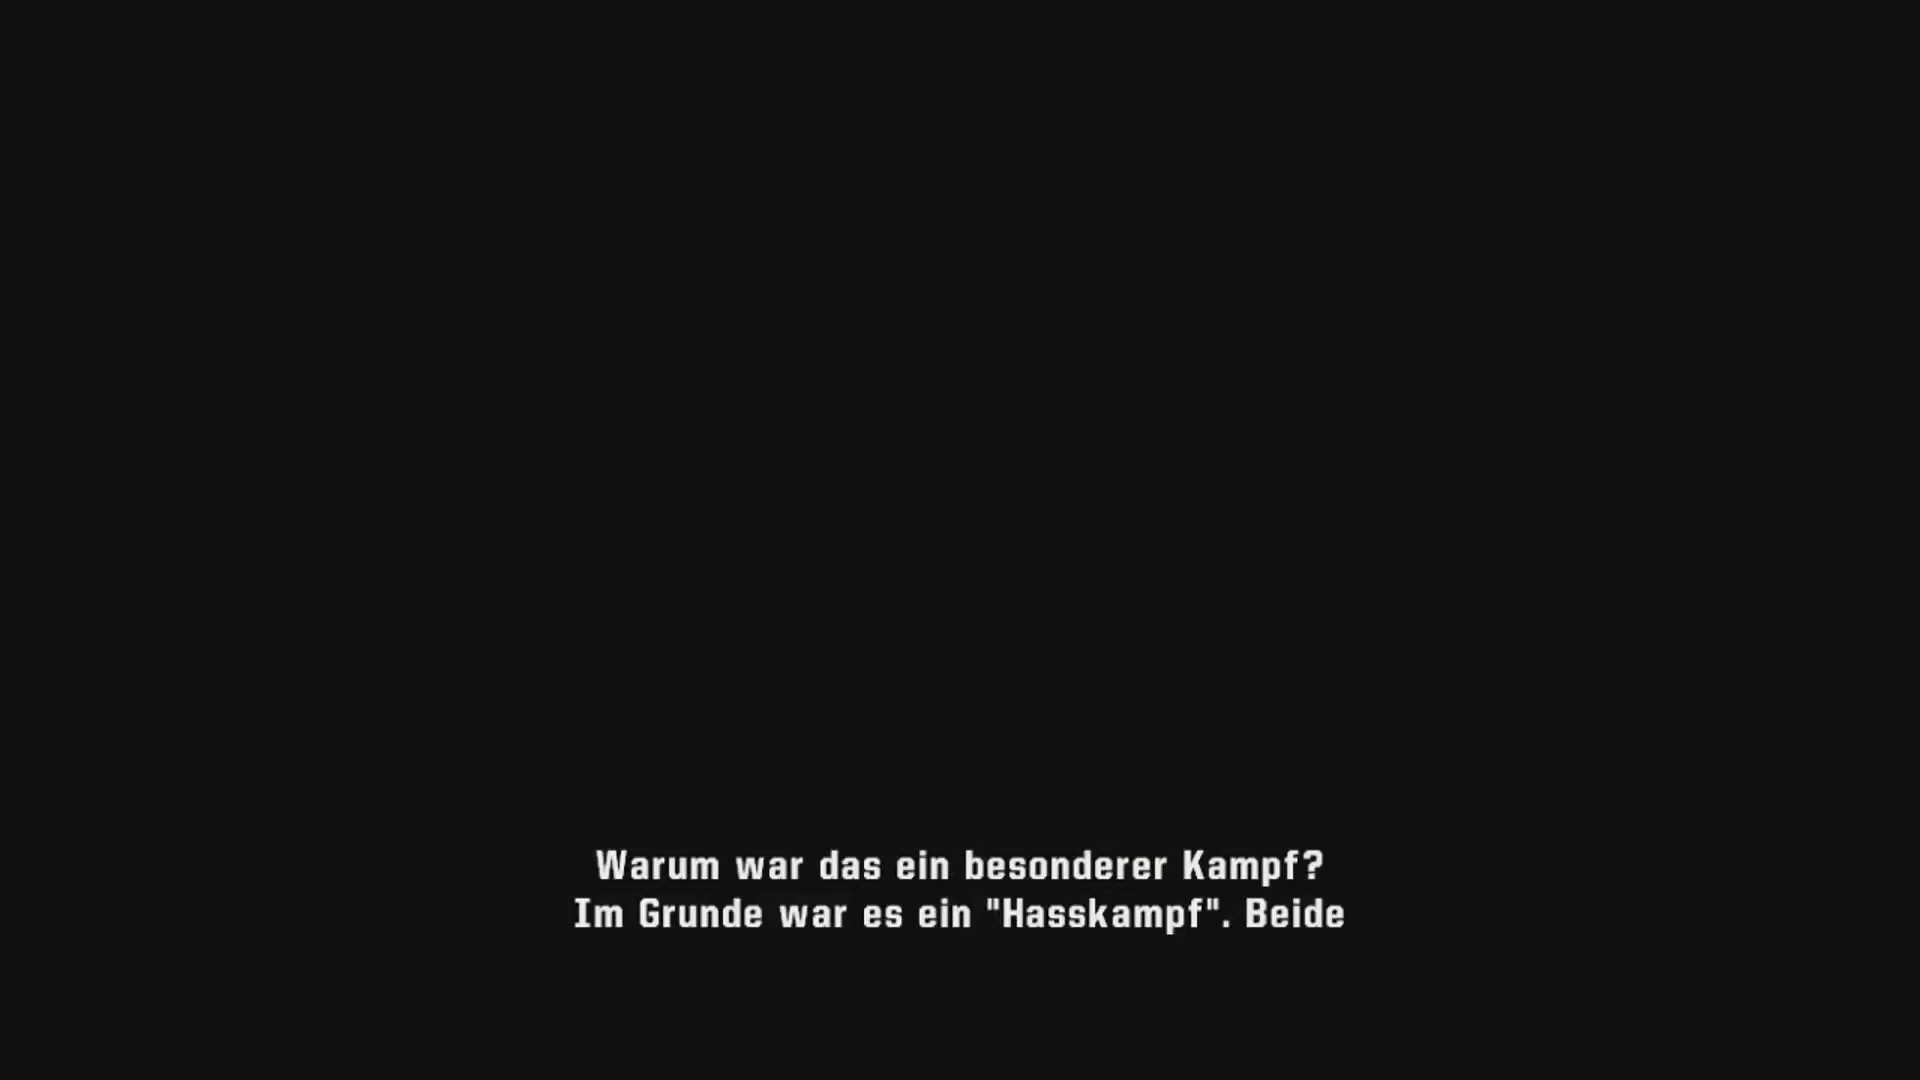 Warum war das ein besonderer Kampf?
Im Grunde war es ein "Hasskampf". Beide